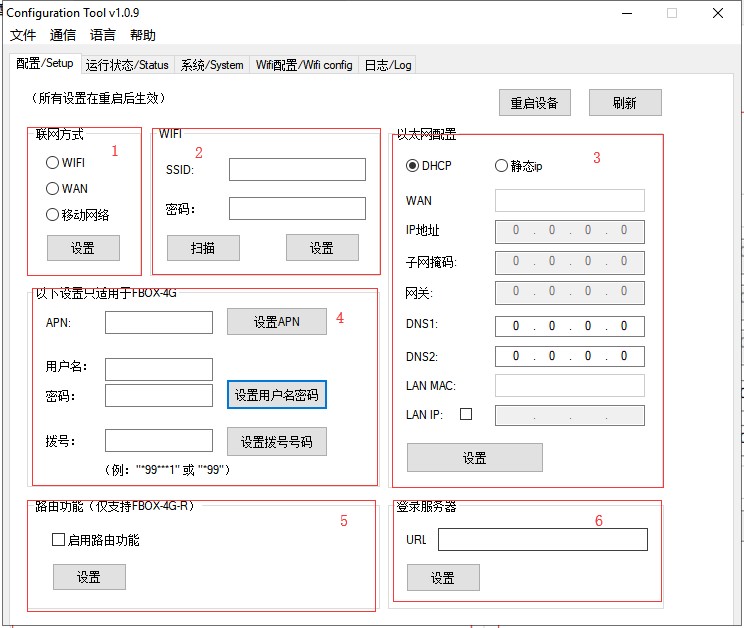 Configuration Tool v1.0.9
文件 通信 语言 帮助
配置/Setup 运行状态/Status 系统/System Wifi配置/Wifi config 日志/Log
（所有设置在重启后生效）
重启设备 刷新
联网方式
1
WIFI
WAN
移动网络
设置
WIFI
2
SSID:
密码：
扫描 设置
以太网配置
3
DHCP 静态ip
WAN
IP地址 0 . 0 . 0 . 0
子网掩码: 0 . 0 . 0 . 0
网关: 0 . 0 . 0 . 0
DNS1: 0 . 0 . 0 . 0
DNS2: 0 . 0 . 0 . 0
LAN MAC:
LAN IP: . . .
设置
以下设置只适用于FBOX-4G
4
APN: 设置APN
用户名：
密码： 设置用户名密码
拨号： 设置拨号号码
（例："*99***1" 或 "*99"）
路由功能（仅支持FBOX-4G-R）
5
启用路由功能
设置
登录服务器
6
URL
设置